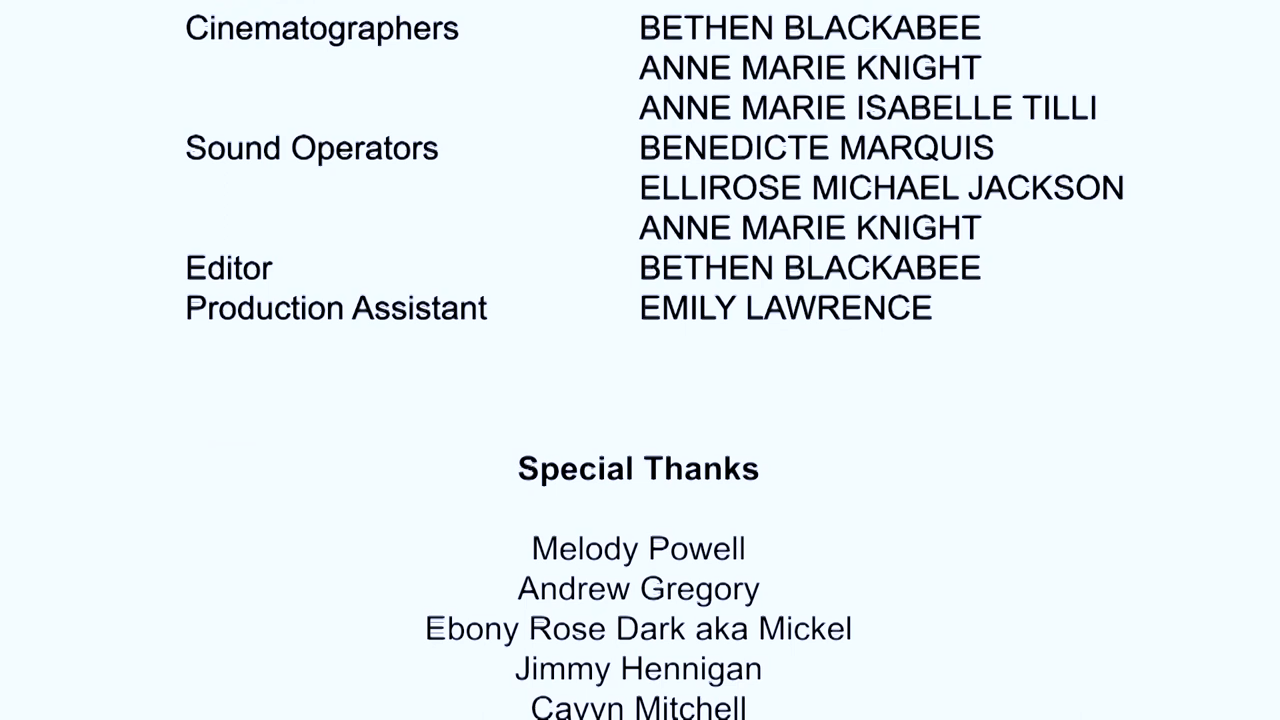 Cinematographers BETHEN BLACKABEE
ANNE MARIE KNIGHT
ANNE MARIE ISABELLE TILLI
Sound Operators BENEDICTE MARQUIS
ELLIROSE MICHAEL JACKSON
ANNE MARIE KNIGHT
Editor BETHEN BLACKABEE
Production Assistant EMILY LAWRENCE
Special Thanks
Melody Powell
Andrew Gregory
Ebony Rose Dark aka Mickel
Jimmy Hennigan
Cavyn Mitchell